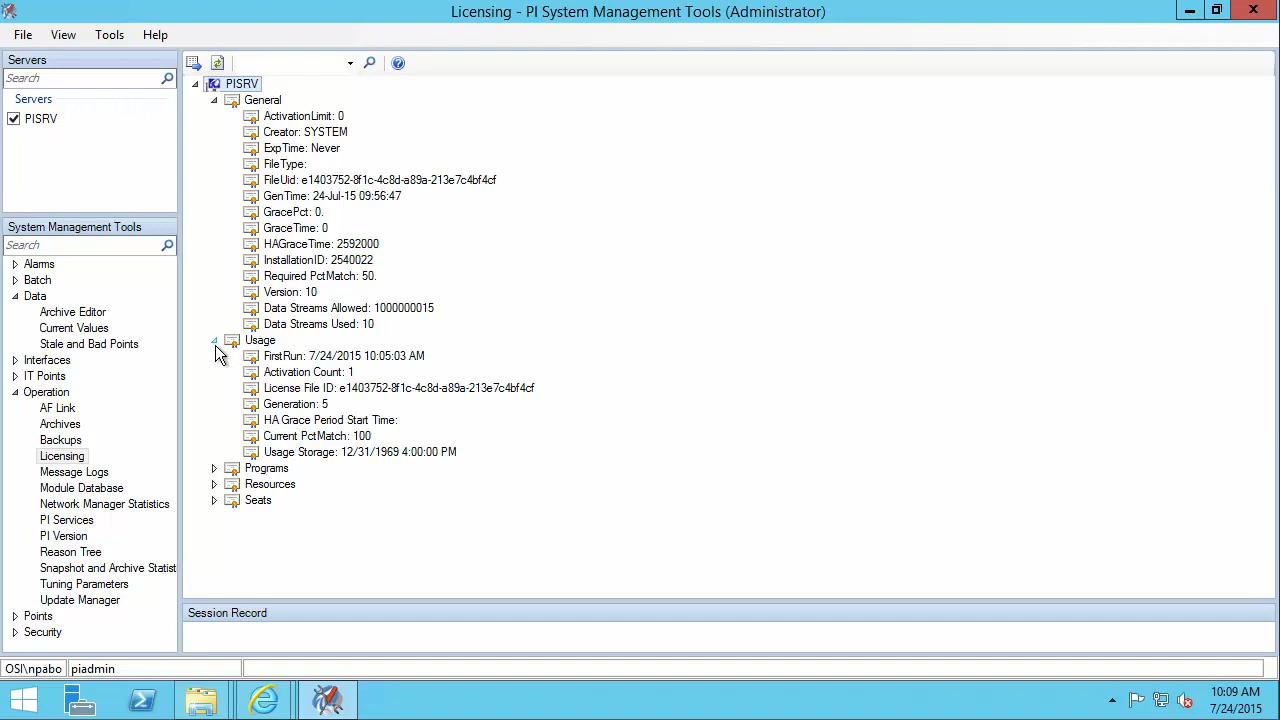 Licensing - PI System Management Tools (Administrator)
File View Tools Help
Servers
Search
Servers
PISRV
System Management Tools
Search
Alarms
Batch
Data
Archive Editor
Current Values
Stale and Bad Points
Interfaces
IT Points
Operation
AF Link
Archives
Backups
Licensing
Message Logs
Module Database
Network Manager Statistics
PI Services
PI Version
Reason Tree
Snapshot and Archive Statist
Tuning Parameters
Update Manager
Points
Security
PISRV
General
ActivationLimit: 0
Creator: SYSTEM
ExpTime: Never
FileType:
FileUid: e1403752-8f1c-4c8d-a89a-213e7c4bf4cf
GenTime: 24-Jul-15 09:56:47
GracePct: 0.
GraceTime: 0
HAGraceTime: 2592000
InstallationID: 2540022
Required PctMatch: 50.
Version: 10
Data Streams Allowed: 1000000015
Data Streams Used: 10
Usage
FirstRun: 7/24/2015 10:05:03 AM
Activation Count: 1
License File ID: e1403752-8f1c-4c8d-a89a-213e7c4bf4cf
Generation: 5
HA Grace Period Start Time:
Current PctMatch: 100
Usage Storage: 12/31/1969 4:00:00 PM
Programs
Resources
Seats
Session Record
OSI\npabo piadmin
10:09 AM
7/24/2015